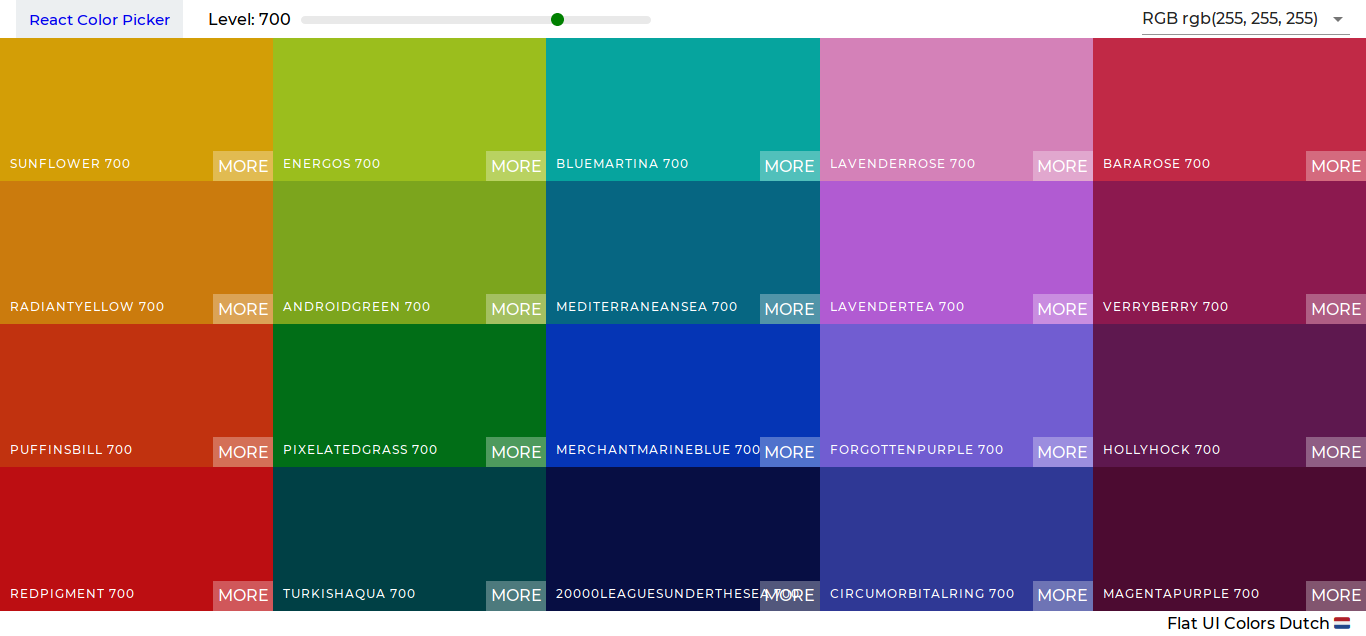 React Color Picker Level: 700 RGB rgb(255, 255, 255)
SUNFLOWER 700 MORE ENERGOS 700 MORE BLUEMARTINA 700 MORE LAVENDERROSE 700 MORE BARAROSE 700 MORE
RADIANTYELLOW 700 MORE ANDROIDGREEN 700 MORE MEDITERRANEANSEA 700 MORE LAVENDERTEA 700 MORE VERRYBERRY 700 MORE
PUFFINSBILL 700 MORE PIXELATEDGRASS 700 MORE MERCHANTMARINEBLUE 700 MORE FORGOTTENPURPLE 700 MORE HOLLYHOCK 700 MORE
REDPIGMENT 700 MORE TURKISHAQUA 700 MORE 20000LEAGUESUNDERTHESEA 700 MORE CIRCUMORBITALRING 700 MORE MAGENTAPURPLE 700 MORE
Flat UI Colors Dutch